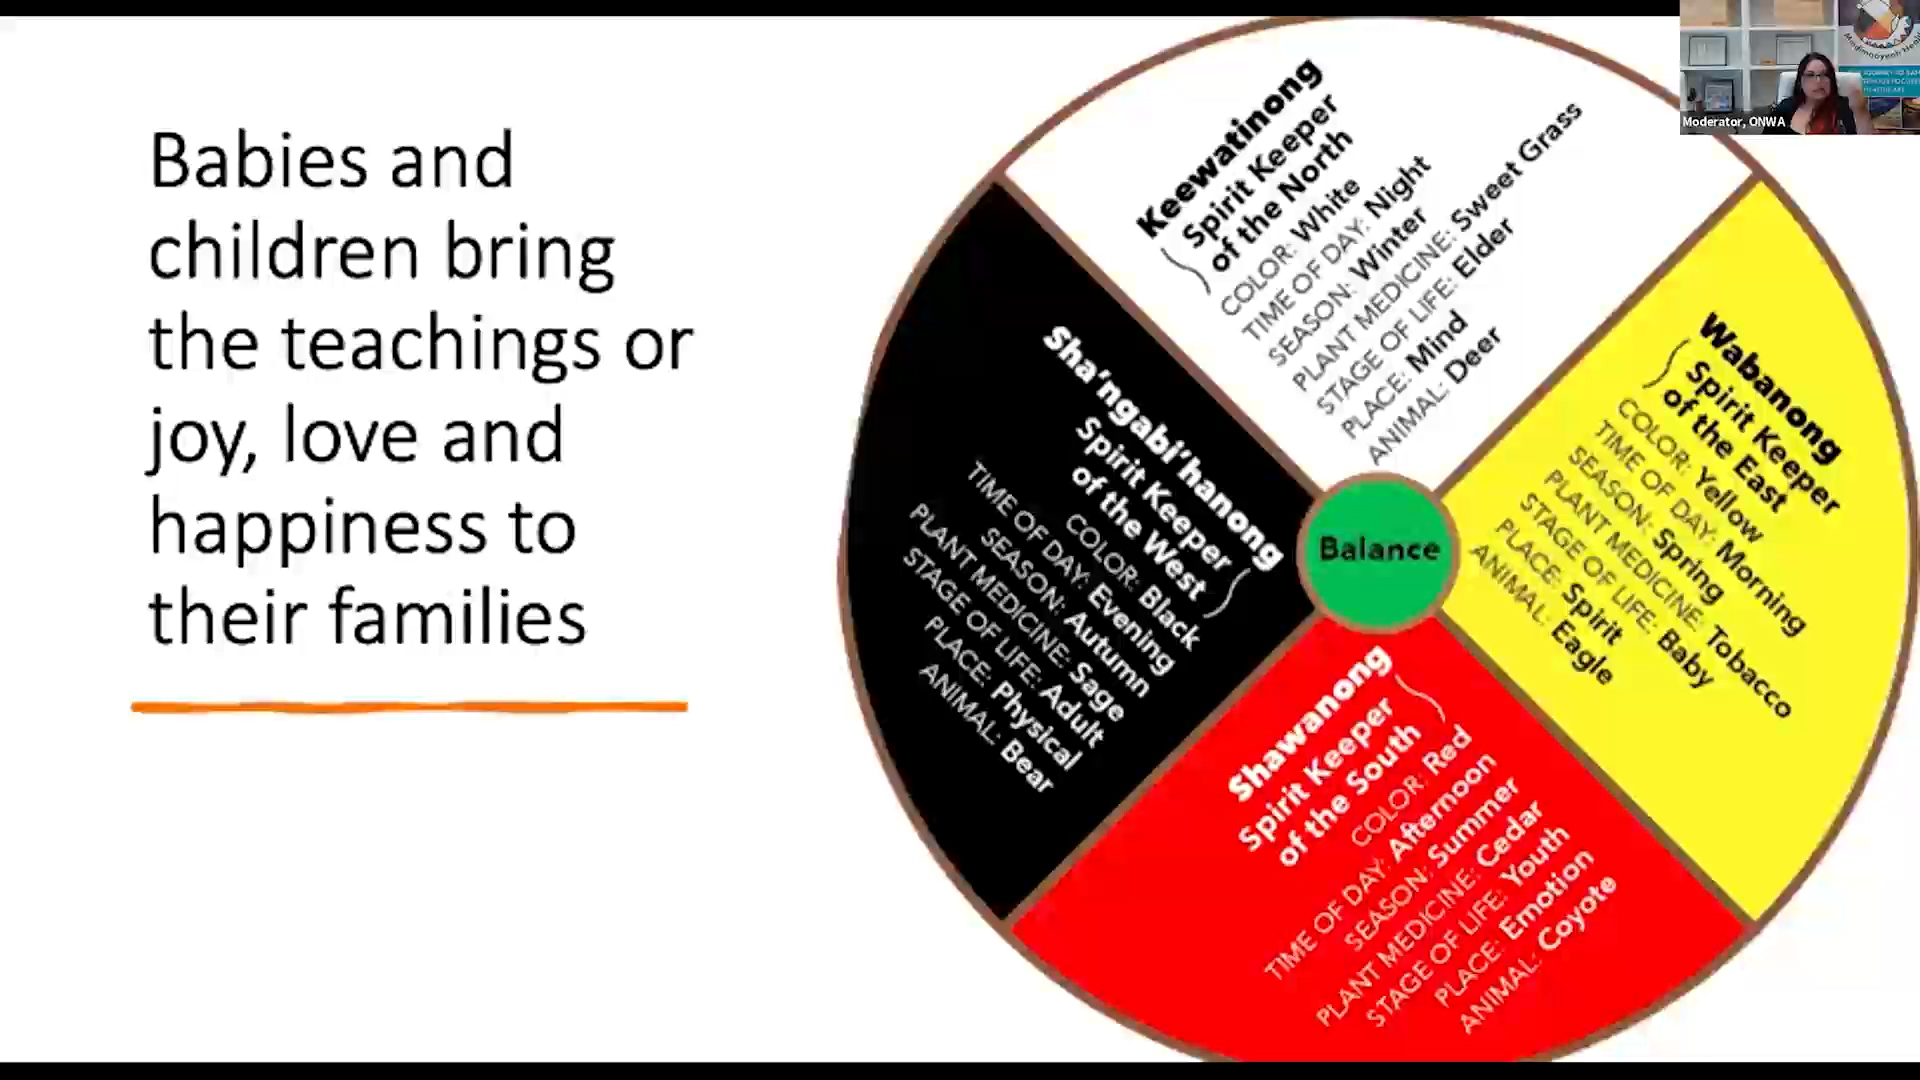 Babies and
children bring
the teachings or
joy, love and
happiness to
their families
Keewatinong
Spirit Keeper
of the North
COLOR: White
TIME OF DAY: Night
SEASON: Winter
PLANT MEDICINE: Sweet Grass
STAGE OF LIFE: Elder
PLACE: Mind
ANIMAL: Deer
Wabanong
Spirit Keeper
of the East
COLOR: Yellow
TIME OF DAY: Morning
SEASON: Spring
PLANT MEDICINE: Tobacco
STAGE OF LIFE: Baby
PLACE: Spirit
ANIMAL: Eagle
Sha'ngabi'hanong
Spirit Keeper
of the West
COLOR: Black
TIME OF DAY: Evening
SEASON: Autumn
PLANT MEDICINE: Sage
STAGE OF LIFE: Adult
PLACE: Physical
ANIMAL: Bear
Balance
Shawanong
Spirit Keeper
of the South
COLOR: Red
TIME OF DAY: Afternoon
SEASON: Summer
PLANT MEDICINE: Cedar
STAGE OF LIFE: Youth
PLACE: Emotion
ANIMAL: Coyote
Moderator, ONWA